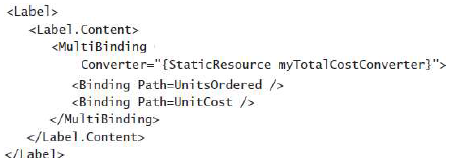 <Label>
<Label.Content>
<MultiBinding
Converter="{StaticResource myTotalCostConverter}">
<Binding Path=UnitsOrdered />
<Binding Path=UnitCost />
</MultiBinding>
</Label.Content>
</Label>